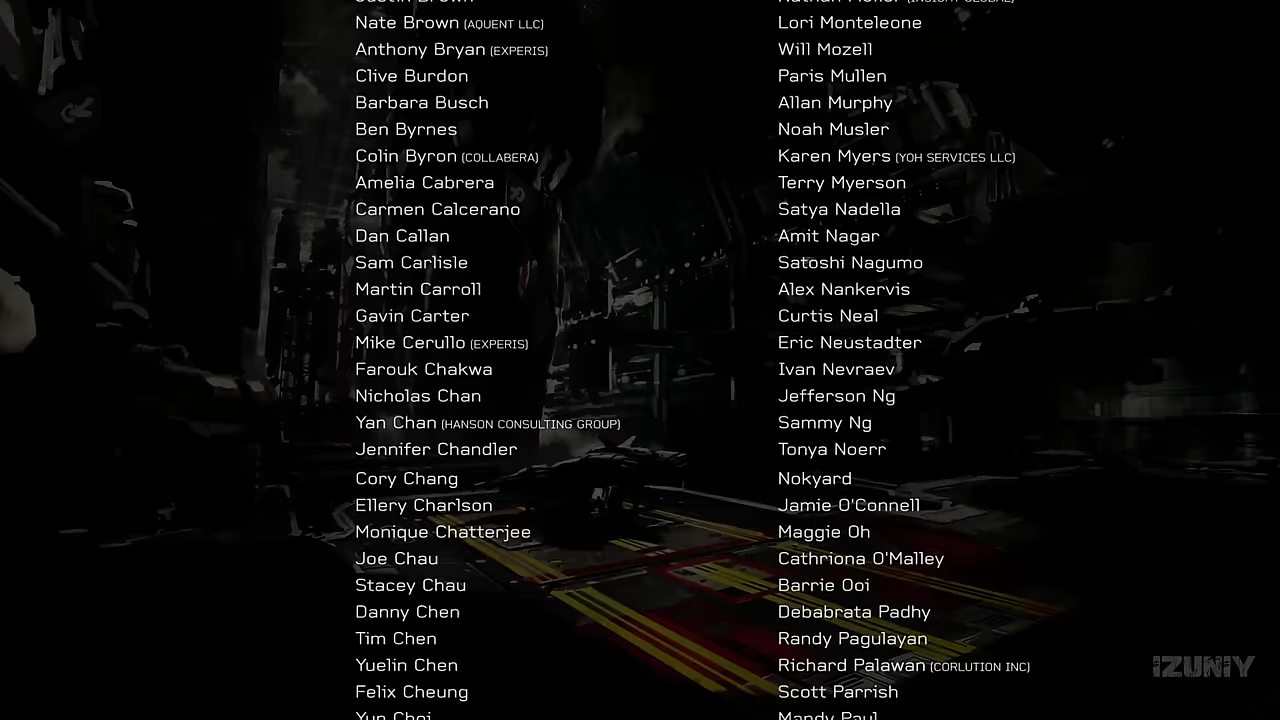 Nate Brown (AQUENT LLC)
Anthony Bryan (EXPERIS)
Clive Burdon
Barbara Busch
Ben Byrnes
Colin Byron (COLLABERA)
Amelia Cabrera
Carmen Calcerano
Dan Callan
Sam Carlisle
Martin Carroll
Gavin Carter
Mike Cerullo (EXPERIS)
Farouk Chakwa
Nicholas Chan
Yan Chan (HANSON CONSULTING GROUP)
Jennifer Chandler
Cory Chang
Ellery Charlson
Monique Chatterjee
Joe Chau
Stacey Chau
Danny Chen
Tim Chen
Yuelin Chen
Felix Cheung
Yun Choi
Lori Monteleone
Will Mozell
Paris Mullen
Allan Murphy
Noah Musler
Karen Myers (YOH SERVICES LLC)
Terry Myerson
Satya Nadella
Amit Nagar
Satoshi Nagumo
Alex Nankervis
Curtis Neal
Eric Neustadter
Ivan Nevraev
Jefferson Ng
Sammy Ng
Tonya Noerr
Nokyard
Jamie O'Connell
Maggie Oh
Cathriona O'Malley
Barrie Ooi
Debabrata Padhy
Randy Pagulayan
Richard Palawan (CORLUTION INC)
Scott Parrish
Mandy Paul
IZUNIY